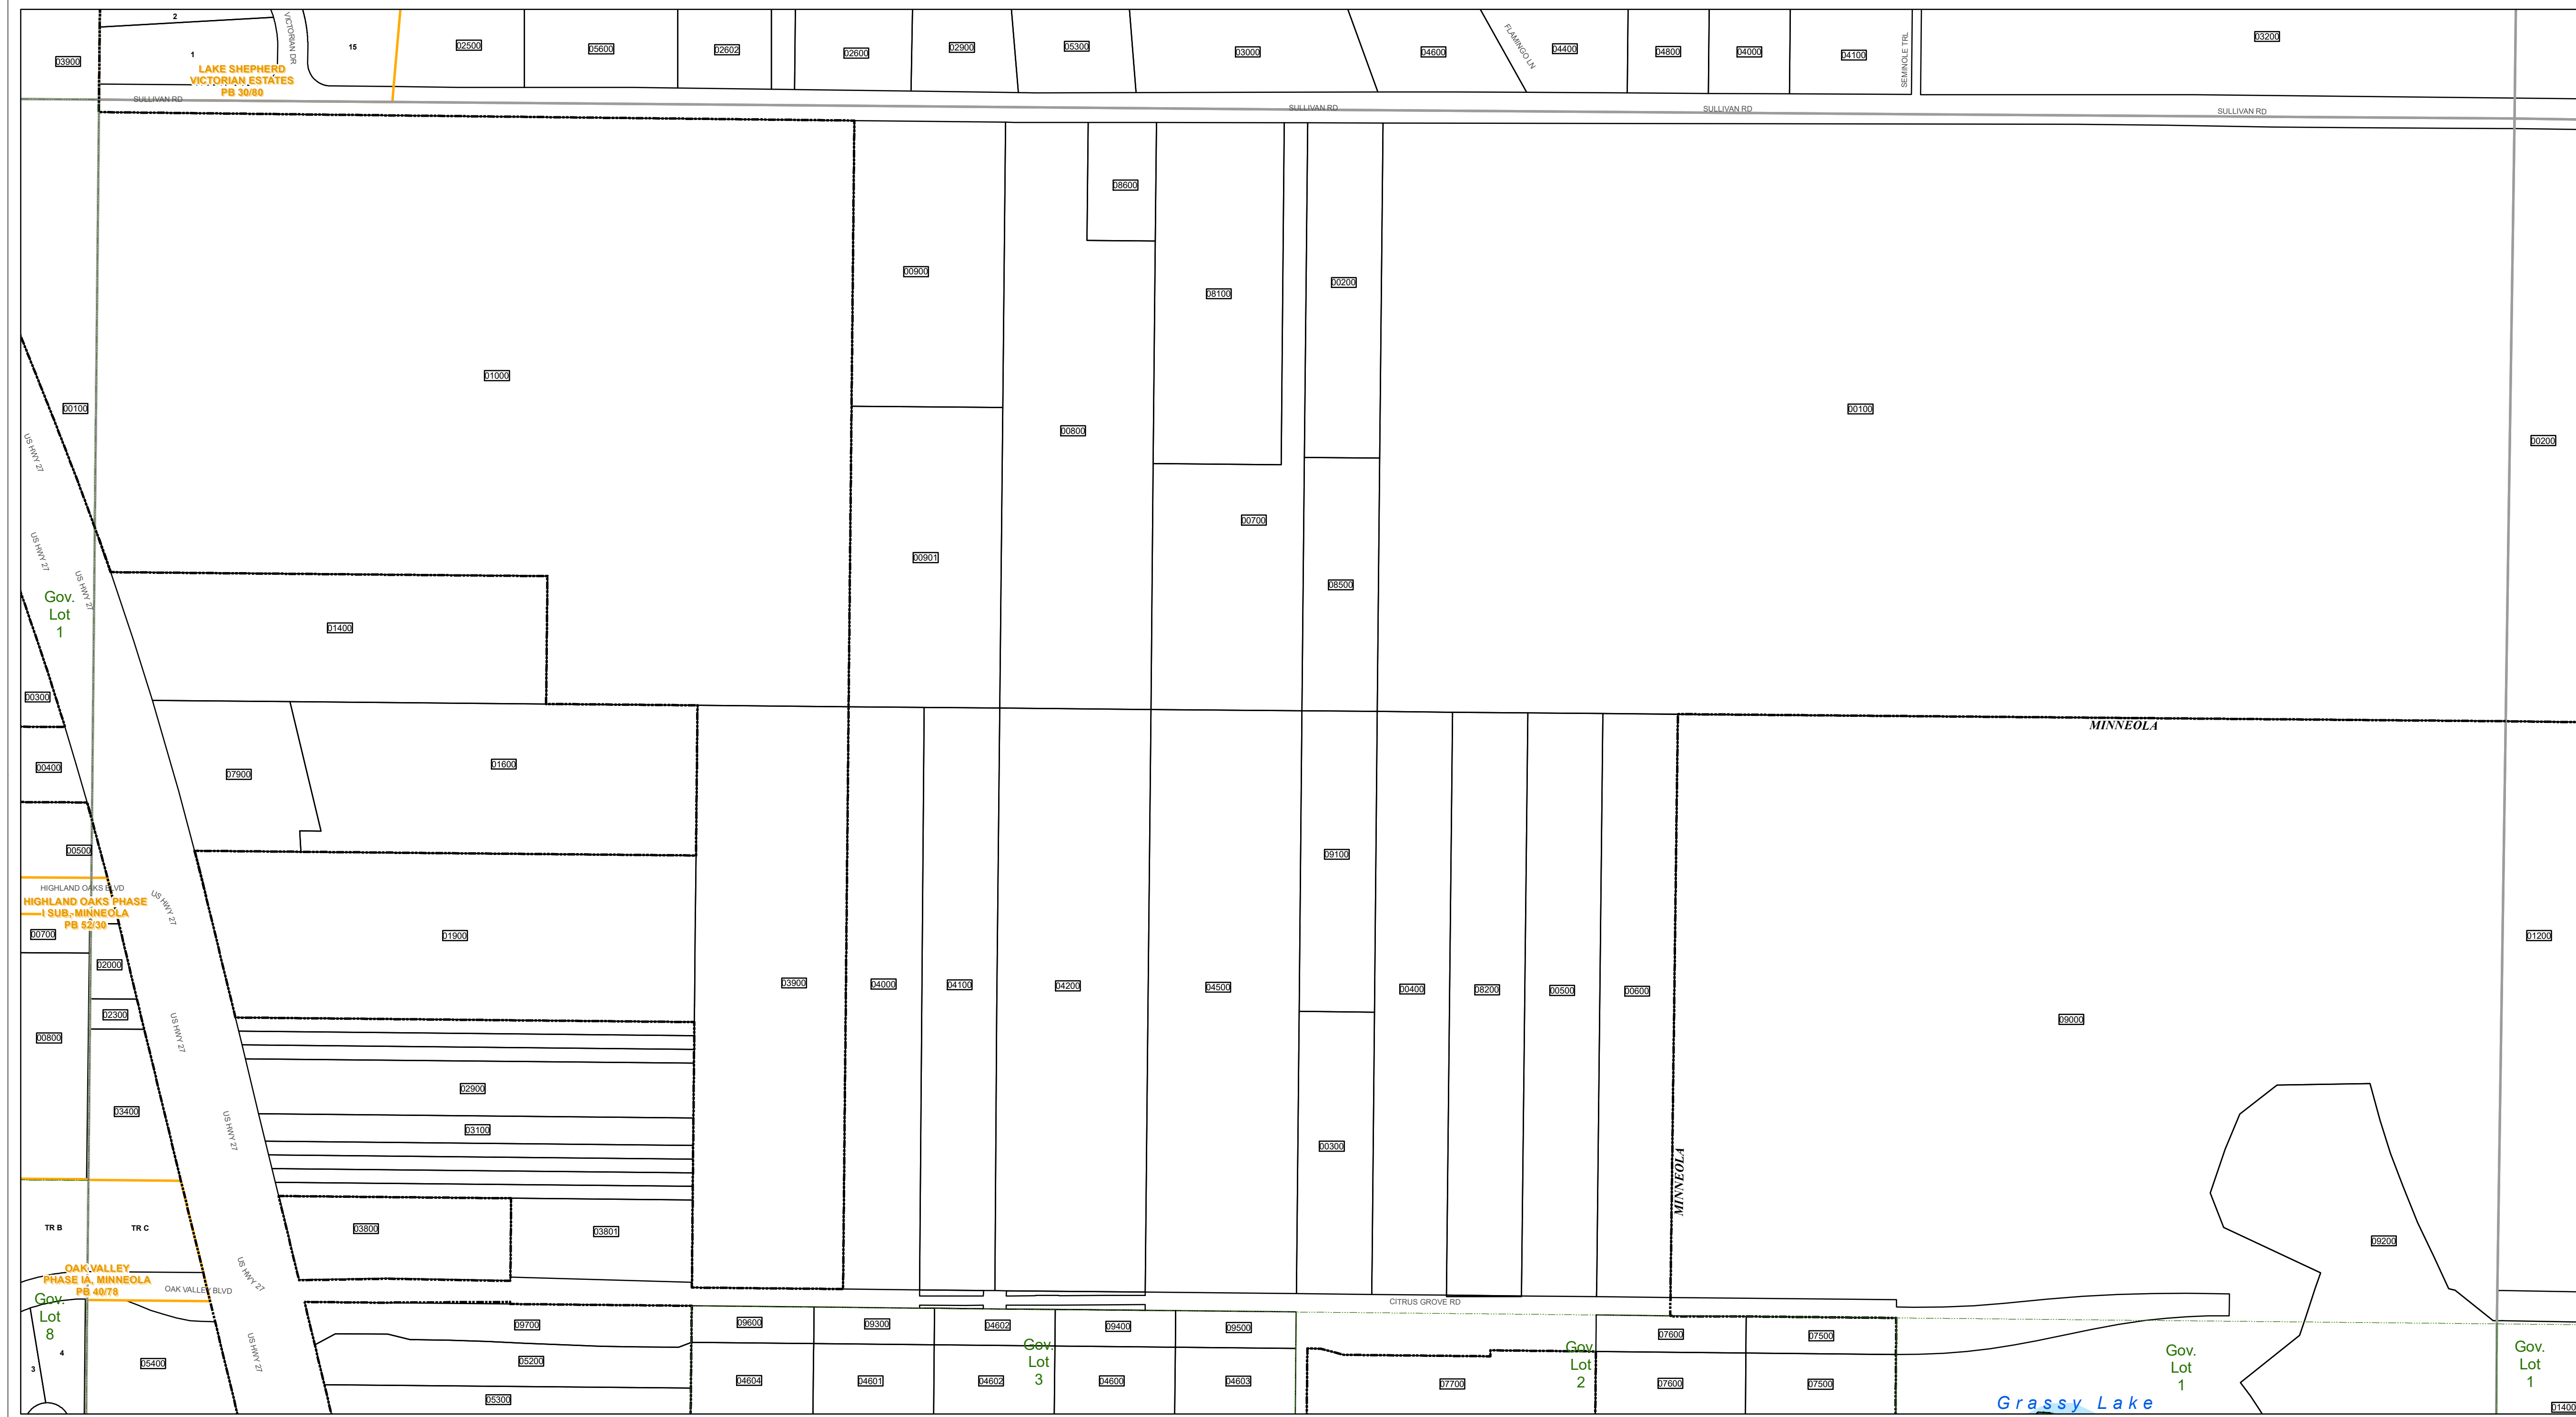 2
VICTORIAN DR
15
02500
05600
02602
02600
02900
05300
03000
04600
FLAMINGO LN
04400
04800
04000
04100
SEMINOLE TRL
03200
03900
1
LAKE SHEPHERD
VICTORIAN ESTATES
PB 30/80
SULLIVAN RD
SULLIVAN RD
SULLIVAN RD
SULLIVAN RD
08600
00900
08100
00200
01000
00100
00800
00100
00200
US HWY 27
00700
US HWY 27
US HWY 27
00901
08500
Gov.
Lot
1
01400
00300
MINNEOLA
00400
07900
01600
00500
09100
HIGHLAND OAKS BLVD
US HWY 27
HIGHLAND OAKS PHASE
I SUB, MINNEOLA
PB 52/30
00700
01900
01200
02000
03900
04000
04100
04200
04500
00400
08200
00500
00600
02300
US HWY 27
09000
00800
02900
03400
US HWY 27
03100
00300
MINNEOLA
TR B
TR C
03800
03801
09200
OAK VALLEY
PHASE IA, MINNEOLA
PB 40/78
US HWY 27
OAK VALLEY BLVD
CITRUS GROVE RD
Gov.
Lot
8
09700
09600
09300
04602
09400
09500
07600
07500
US HWY 27
4
3
05400
05200
Gov.
Lot
3
Gov.
Lot
2
Gov.
Lot
1
Gov.
Lot
1
04604
04601
04602
04600
04603
07700
07600
07500
05300
Grassy Lake
01400